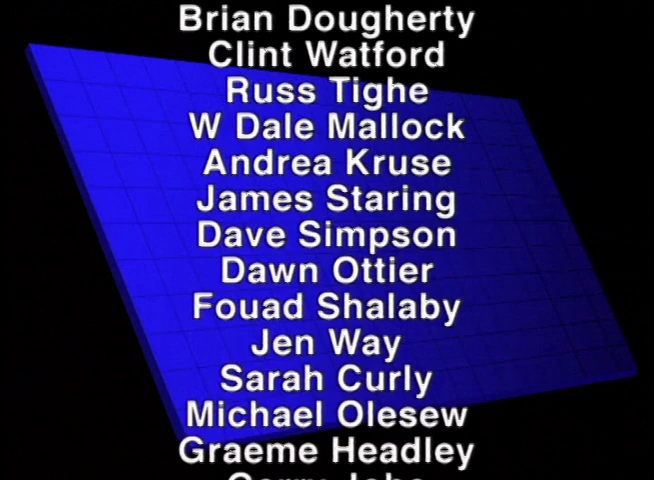 Brian Dougherty
Clint Watford
Russ Tighe
W Dale Mallock
Andrea Kruse
James Staring
Dave Simpson
Dawn Ottier
Fouad Shalaby
Jen Way
Sarah Curly
Michael Olesew
Graeme Headley